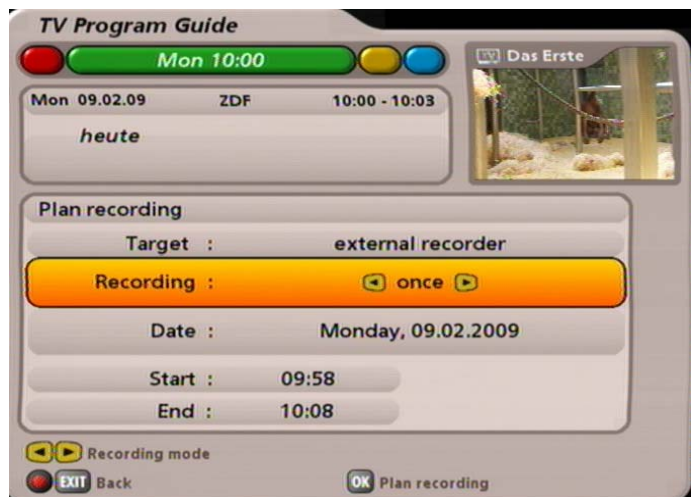 TV Program Guide
Mon 10:00
TV Das Erste
Mon 09.02.09 ZDF 10:00 - 10:03
heute
Plan recording
Target : external recorder
Recording : once
Date : Monday, 09.02.2009
Start : 09:58
End : 10:08
Recording mode
EXIT Back OK Plan recording